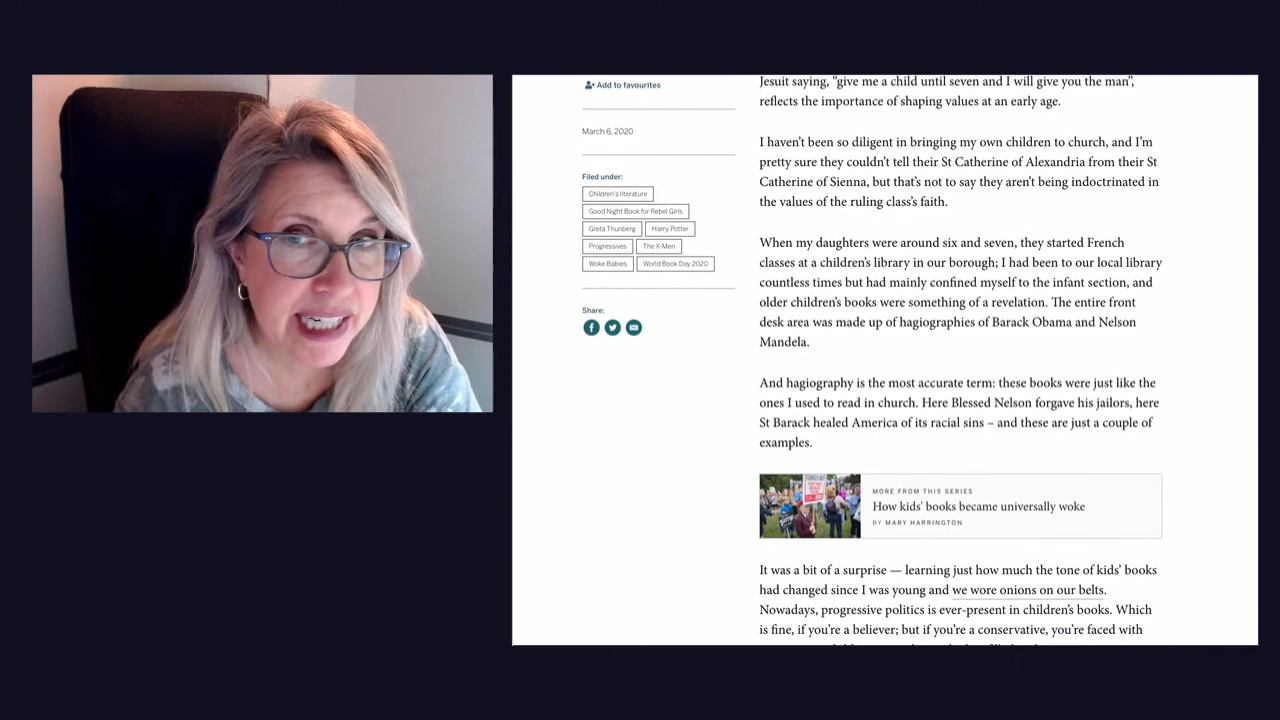 Add to favourites
March 6, 2020
Filed under:
Children's literature
Good Night Book for Rebel Girls
Greta Thunberg
Harry Potter
Progressives
The X-Men
Woke Babies
World Book Day 2020
Share:
Jesuit saying, “give me a child until seven and I will give you the man”,
reflects the importance of shaping values at an early age.
I haven’t been so diligent in bringing my own children to church, and I’m
pretty sure they couldn’t tell their St Catherine of Alexandria from their St
Catherine of Sienna, but that’s not to say they aren’t being indoctrinated in
the values of the ruling class’s faith.
When my daughters were around six and seven, they started French
classes at a children’s library in our borough; I had been to our local library
countless times but had mainly confined myself to the infant section, and
older children’s books were something of a revelation. The entire front
desk area was made up of hagiographies of Barack Obama and Nelson
Mandela.
And hagiography is the most accurate term: these books were just like the
ones I used to read in church. Here Blessed Nelson forgave his jailors, here
St Barack healed America of its racial sins – and these are just a couple of
examples.
MORE FROM THIS SERIES
How kids' books became universally woke
BY MARY HARRINGTON
It was a bit of a surprise — learning just how much the tone of kids’ books
had changed since I was young and we wore onions on our belts.
Nowadays, progressive politics is ever-present in children’s books. Which
is fine, if you’re a believer; but if you’re a conservative, you’re faced with